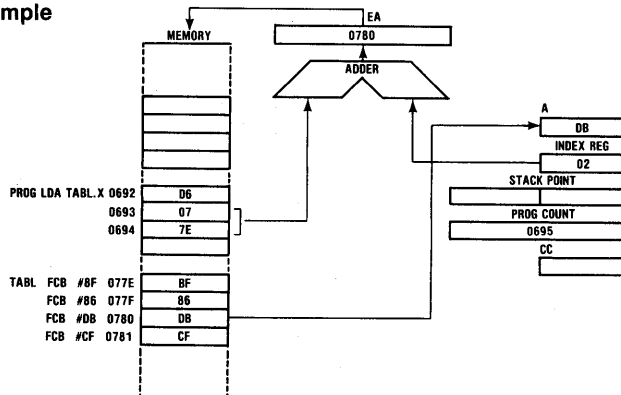 mple
EA
MEMORY
0780
ADDER
A
DB
INDEX REG
02
STACK POINT
PROG COUNT
0695
CC
PROG LDA TABL.X 0692 D6
0693 07
0694 7E
TABL FCB #8F 077E BF
FCB #86 077F 86
FCB #DB 0780 DB
FCB #CF 0781 CF